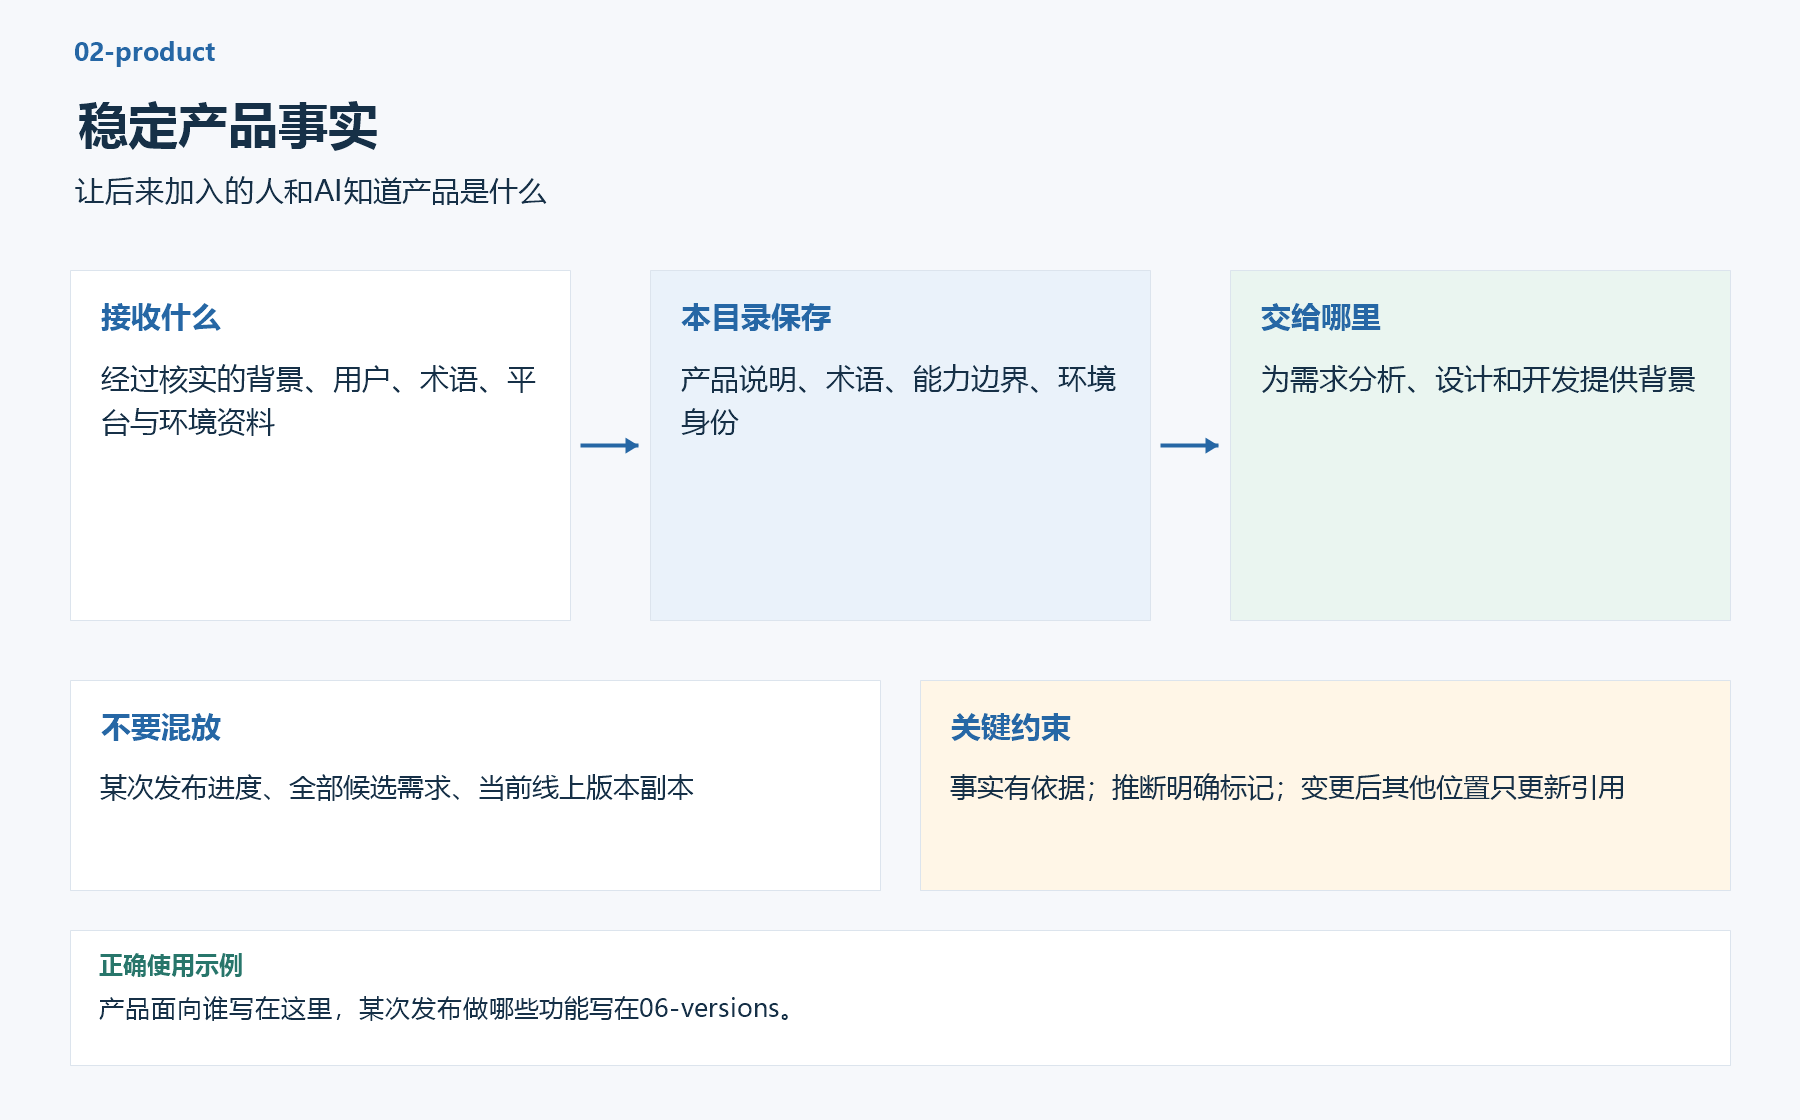 02-product
稳定产品事实
让后来加入的人和AI知道产品是什么
接收什么
经过核实的背景、用户、术语、平
台与环境资料
本目录保存
产品说明、术语、能力边界、环境
身份
交给哪里
为需求分析、设计和开发提供背景
不要混放
某次发布进度、全部候选需求、当前线上版本副本
关键约束
事实有依据；推断明确标记；变更后其他位置只更新引用
正确使用示例
产品面向谁写在这里，某次发布做哪些功能写在06-versions。